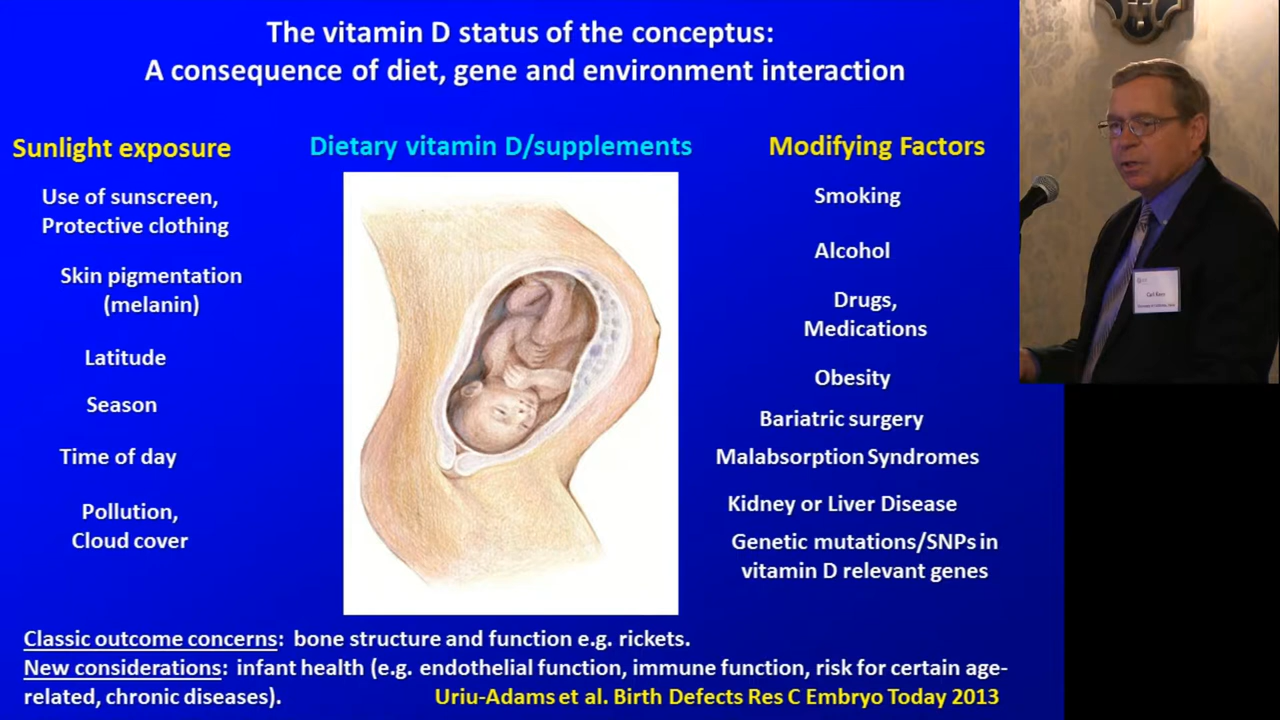 The vitamin D status of the conceptus:
A consequence of diet, gene and environment interaction
Sunlight exposure
Use of sunscreen,
Protective clothing
Skin pigmentation
(melanin)
Latitude
Season
Time of day
Pollution,
Cloud cover
Dietary vitamin D/supplements
Modifying Factors
Smoking
Alcohol
Drugs,
Medications
Obesity
Bariatric surgery
Malabsorption Syndromes
Kidney or Liver Disease
Genetic mutations/SNPs in
vitamin D relevant genes
Classic outcome concerns: bone structure and function e.g. rickets.
New considerations: infant health (e.g. endothelial function, immune function, risk for certain age-
related, chronic diseases).
Uriu-Adams et al. Birth Defects Res C Embryo Today 2013
Carl